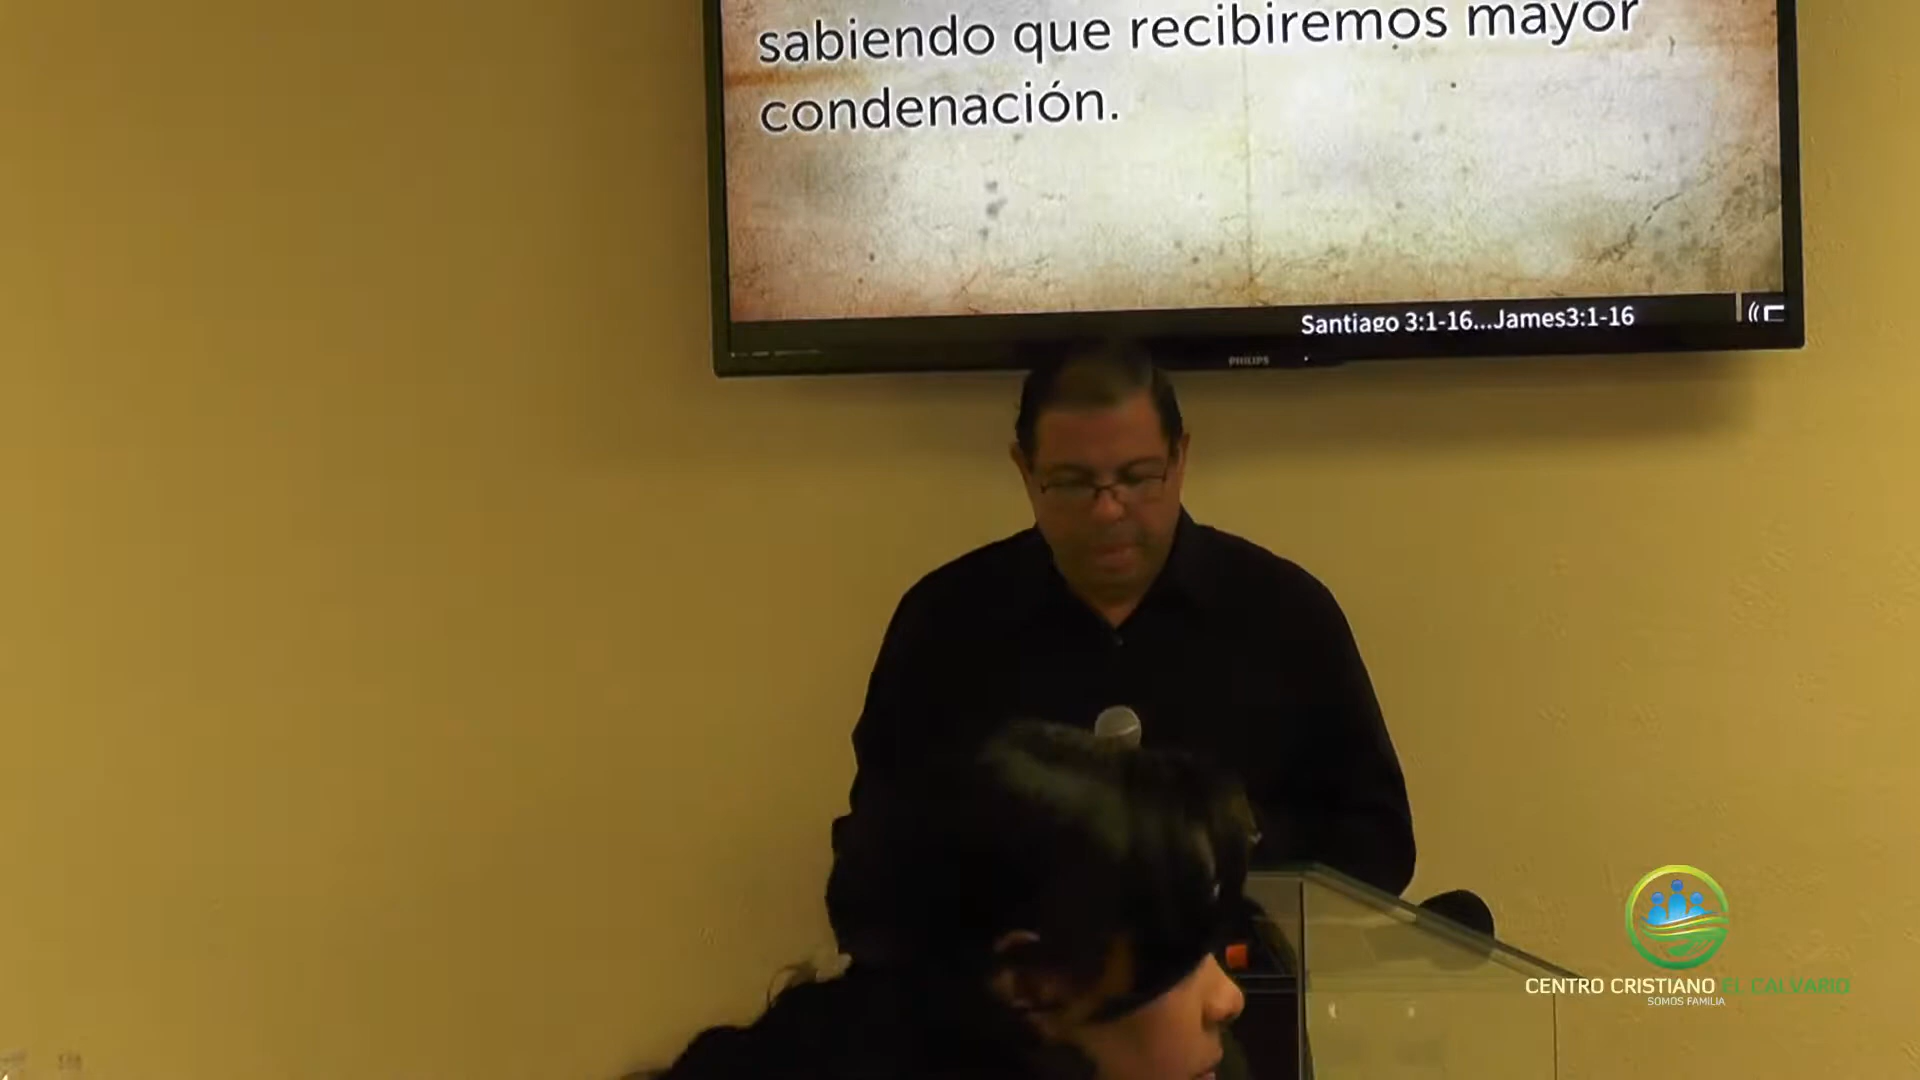 sabiendo que recibiremos mayor
condenación.
Santiago 3:1-16...James3:1-16
PHILIPS
CENTRO CRISTIANO EL CALVARIO
SOMOS FAMILIA